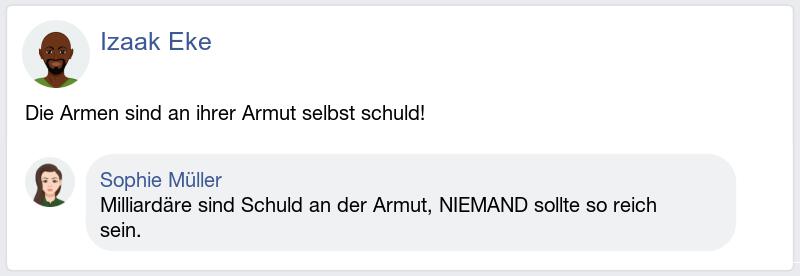 Izaak Eke
Die Armen sind an ihrer Armut selbst schuld!
Sophie Müller
Milliardäre sind Schuld an der Armut, NIEMAND sollte so reich
sein.